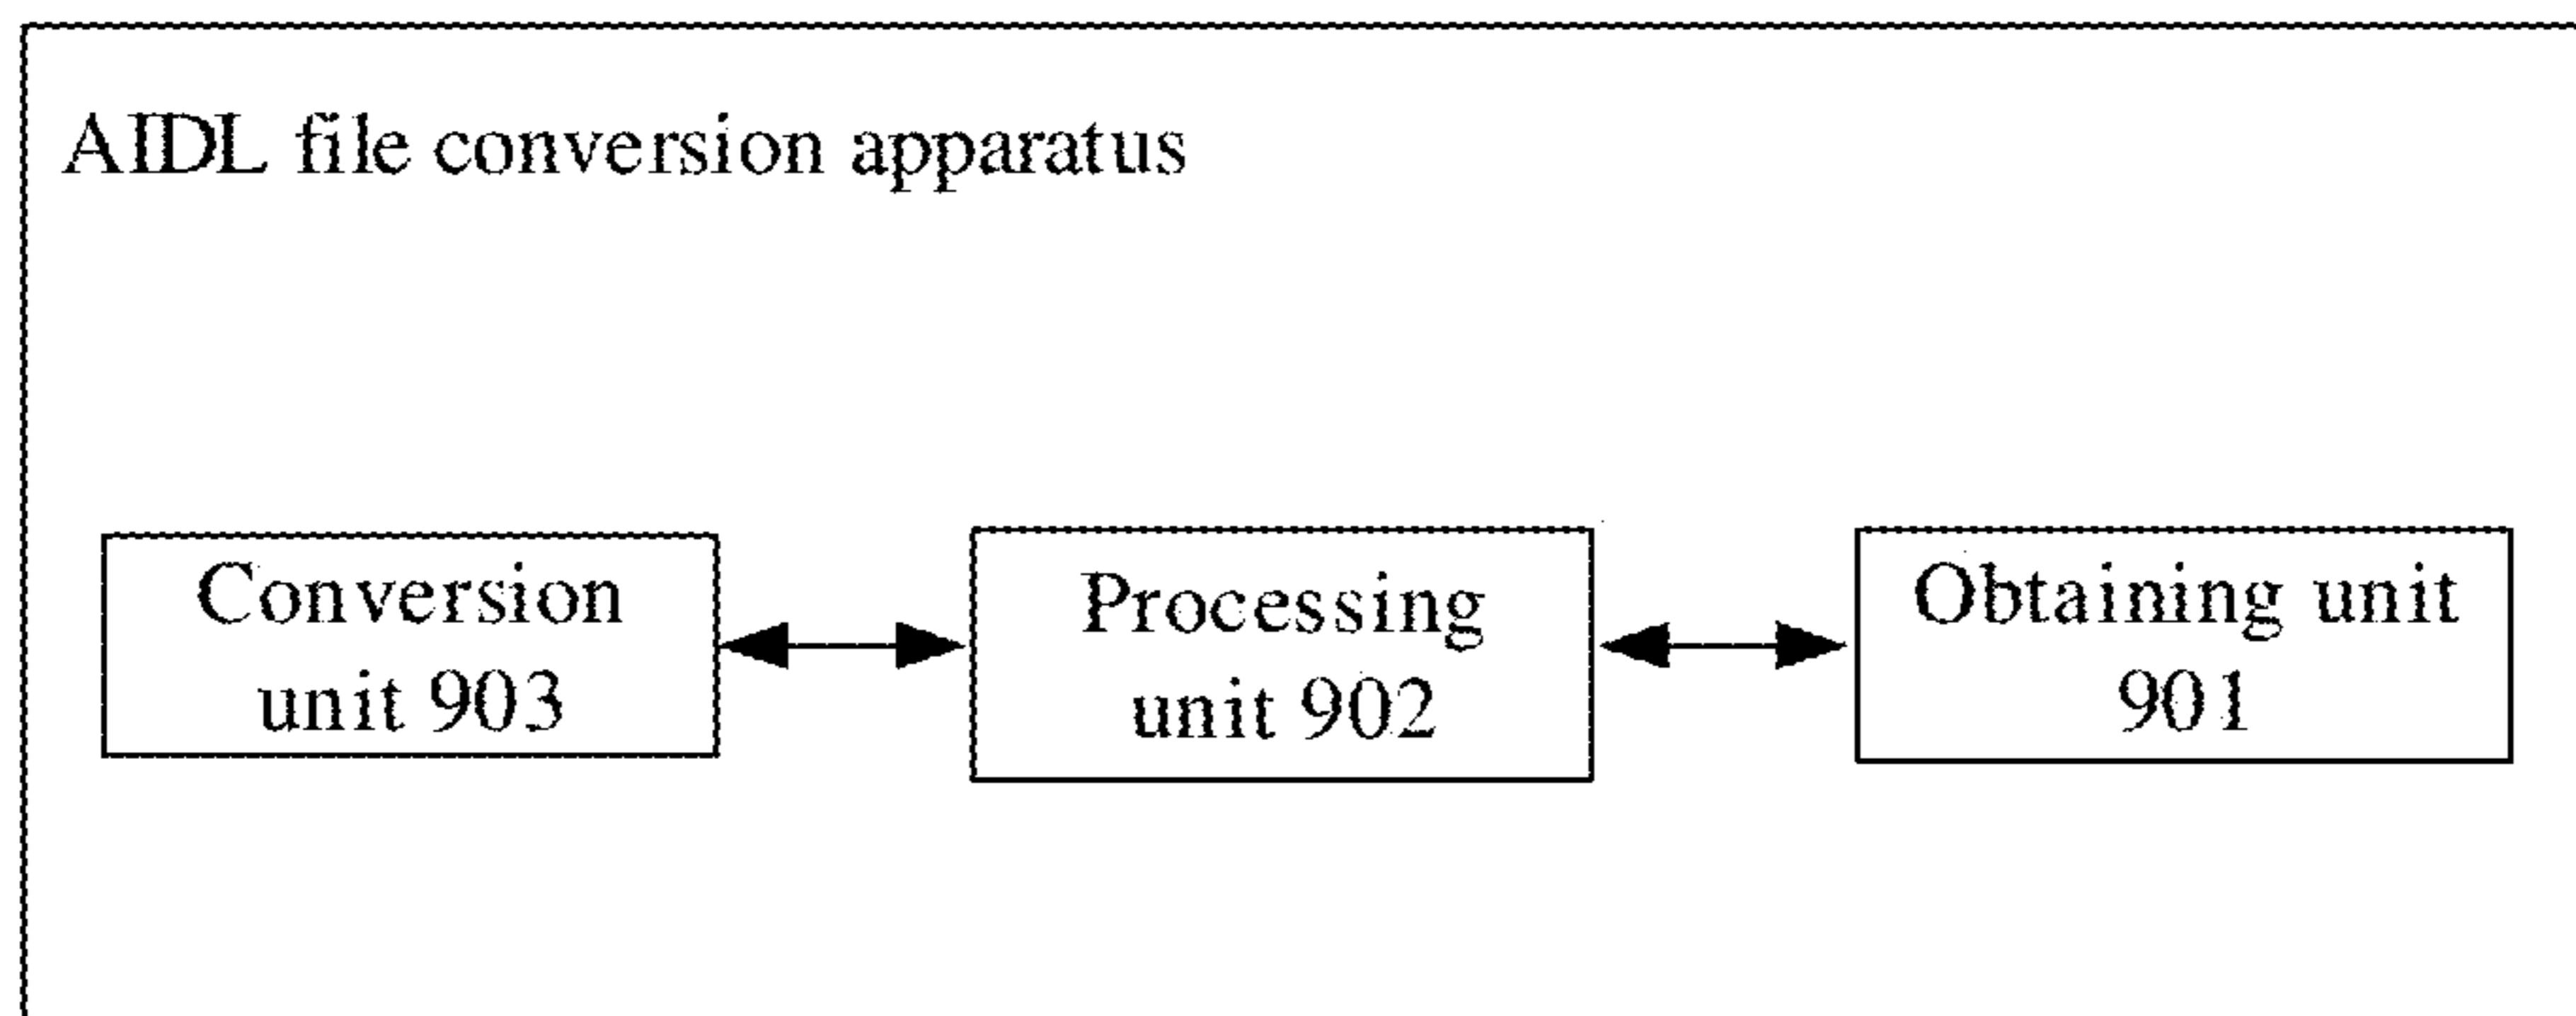 AIDL file conversion apparatus
Conversion
unit 903
Processing
unit 902
Obtaining unit
901